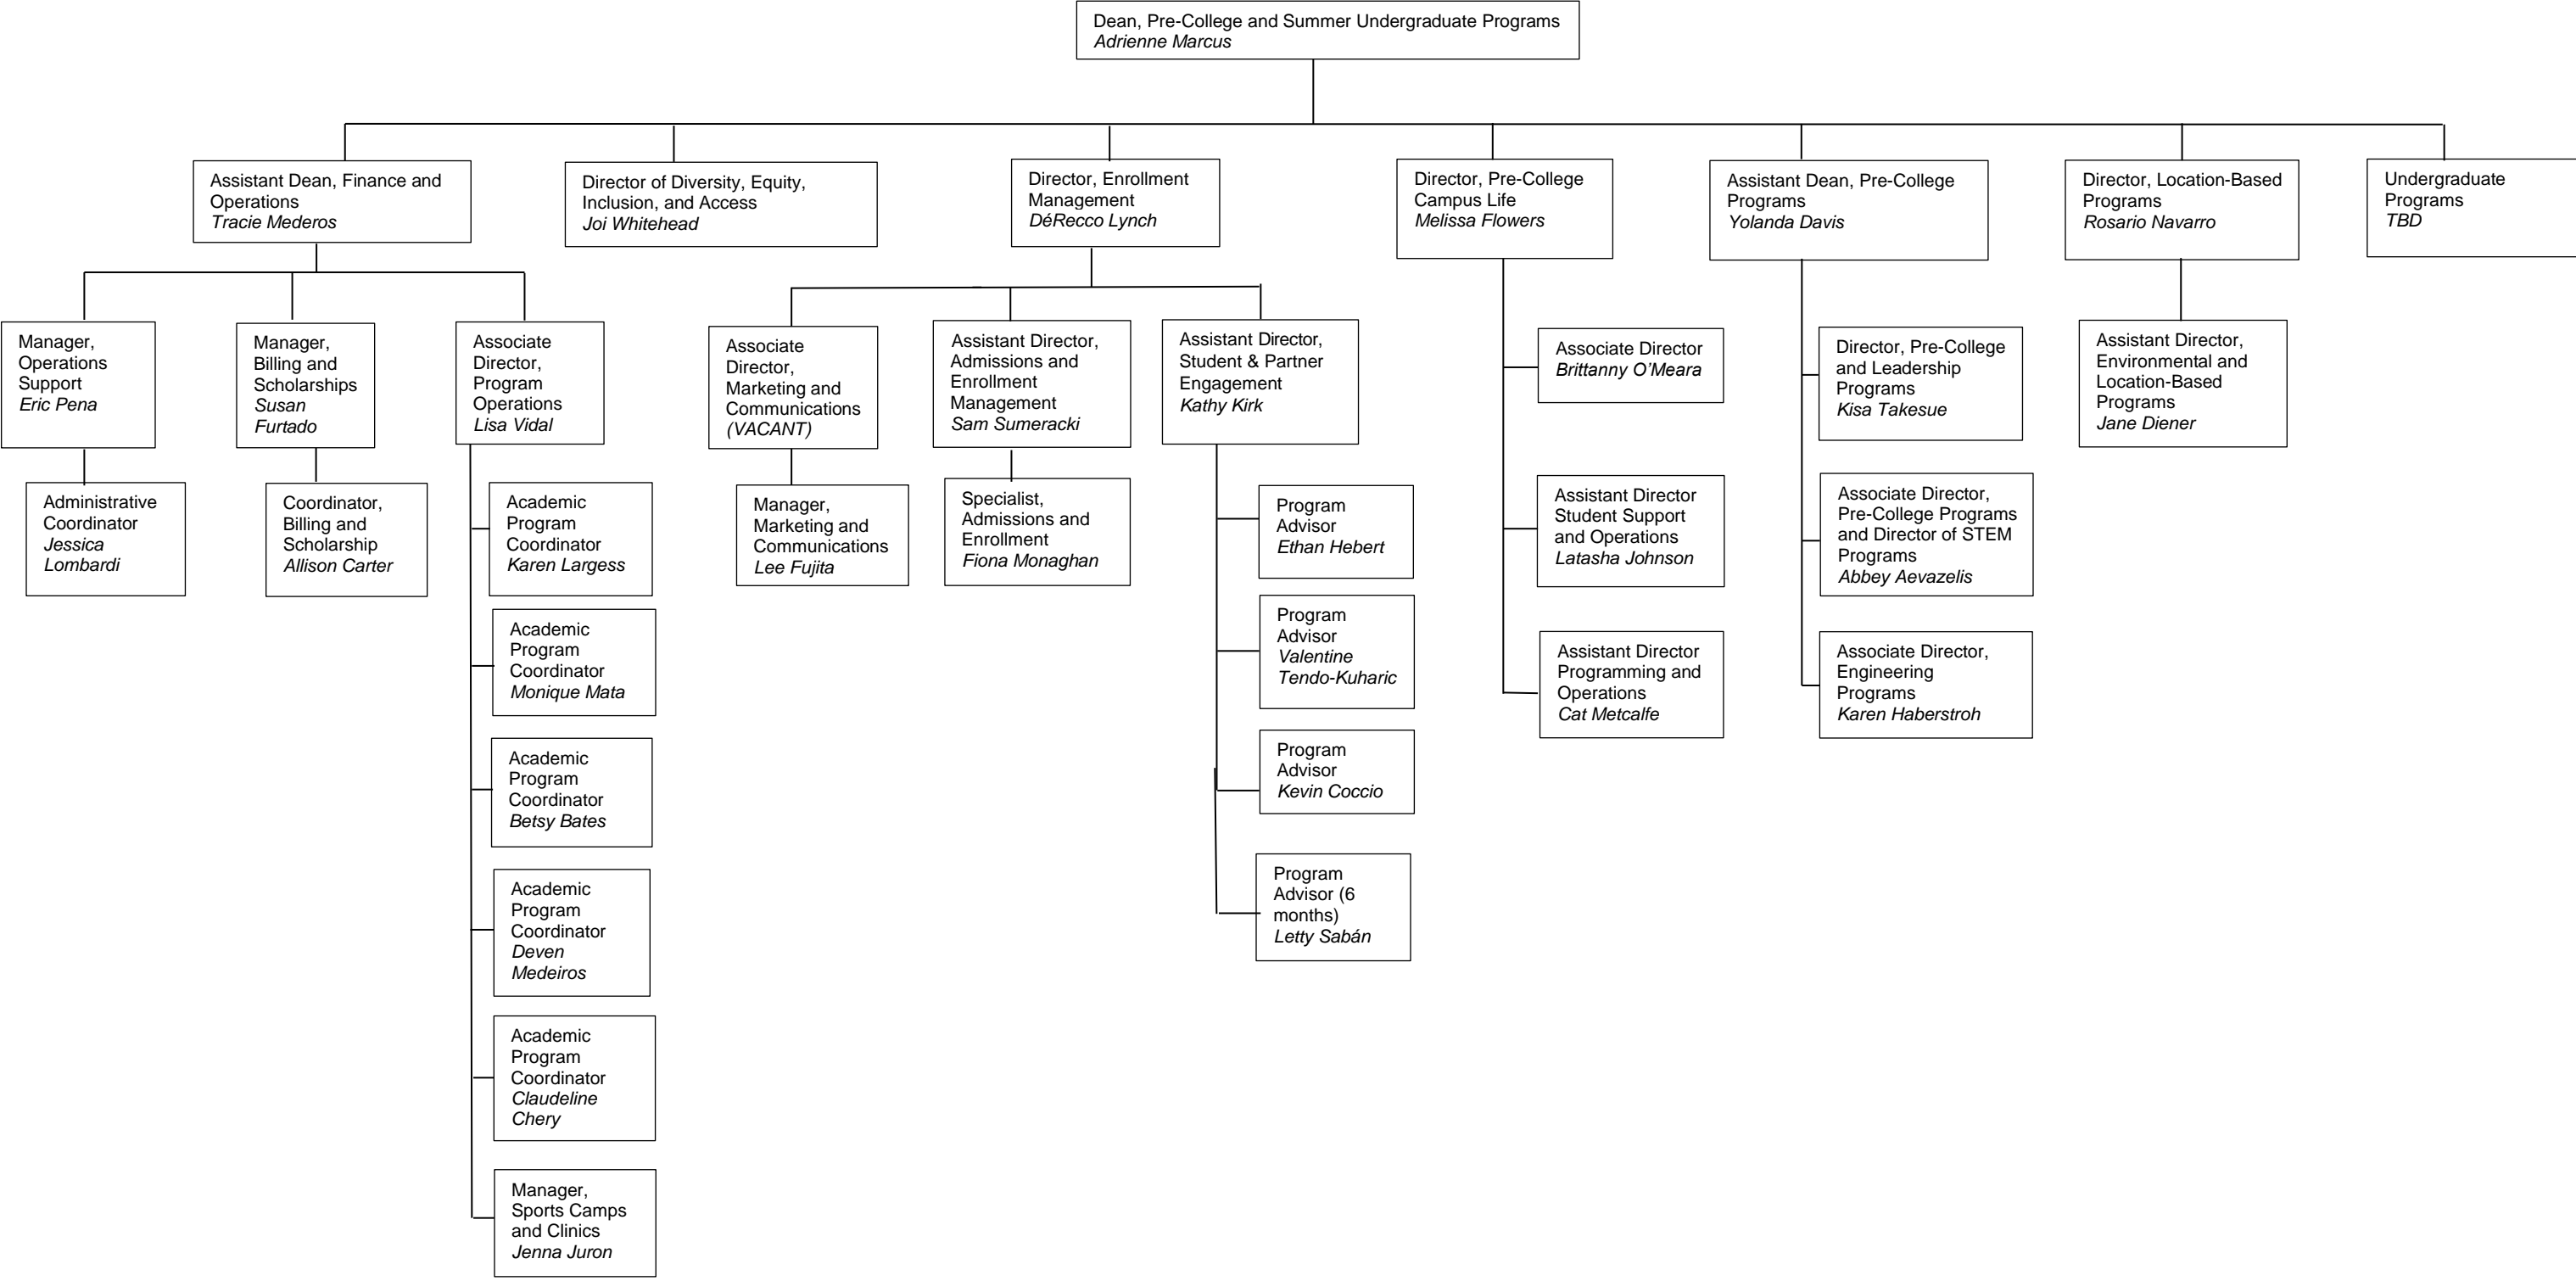 Dean, Pre-College and Summer Undergraduate Programs
Adrienne Marcus
Assistant Dean, Finance and
Operations
Tracie Mederos
Director of Diversity, Equity,
Inclusion, and Access
Joi Whitehead
Director, Enrollment
Management
DéRecco Lynch
Director, Pre-College
Campus Life
Melissa Flowers
Assistant Dean, Pre-College
Programs
Yolanda Davis
Director, Location-Based
Programs
Rosario Navarro
Undergraduate
Programs
TBD
Manager,
Operations
Support
Eric Pena
Manager,
Billing and
Scholarships
Susan
Furtado
Associate
Director,
Program
Operations
Lisa Vidal
Associate
Director,
Marketing and
Communications
(VACANT)
Assistant Director,
Admissions and
Enrollment
Management
Sam Sumeracki
Assistant Director,
Student & Partner
Engagement
Kathy Kirk
Associate Director
Brittanny O’Meara
Director, Pre-College
and Leadership
Programs
Kisa Takesue
Assistant Director,
Environmental and
Location-Based
Programs
Jane Diener
Administrative
Coordinator
Jessica
Lombardi
Coordinator,
Billing and
Scholarship
Allison Carter
Academic
Program
Coordinator
Karen Largess
Manager,
Marketing and
Communications
Lee Fujita
Specialist,
Admissions and
Enrollment
Fiona Monaghan
Program
Advisor
Ethan Hebert
Assistant Director
Student Support
and Operations
Latasha Johnson
Associate Director,
Pre-College Programs
and Director of STEM
Programs
Abbey Aevazelis
Academic
Program
Coordinator
Monique Mata
Program
Advisor
Valentine
Tendo-Kuharic
Assistant Director
Programming and
Operations
Cat Metcalfe
Associate Director,
Engineering
Programs
Karen Haberstroh
Academic
Program
Coordinator
Betsy Bates
Program
Advisor
Kevin Coccio
Academic
Program
Coordinator
Deven
Medeiros
Program
Advisor (6
months)
Letty Sabán
Academic
Program
Coordinator
Claudeline
Chery
Manager,
Sports Camps
and Clinics
Jenna Juron